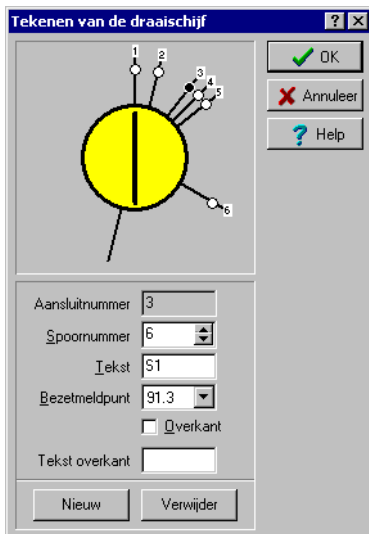 Tekenen van de draaischijf
1 2
3
4
5
6
OK
Annuleer
Help
Aansluitnummer 3
Spoornummer 6
Tekst S1
Bezetmeldpunt 91.3
Overkant
Tekst overkant
Nieuw Verwijder